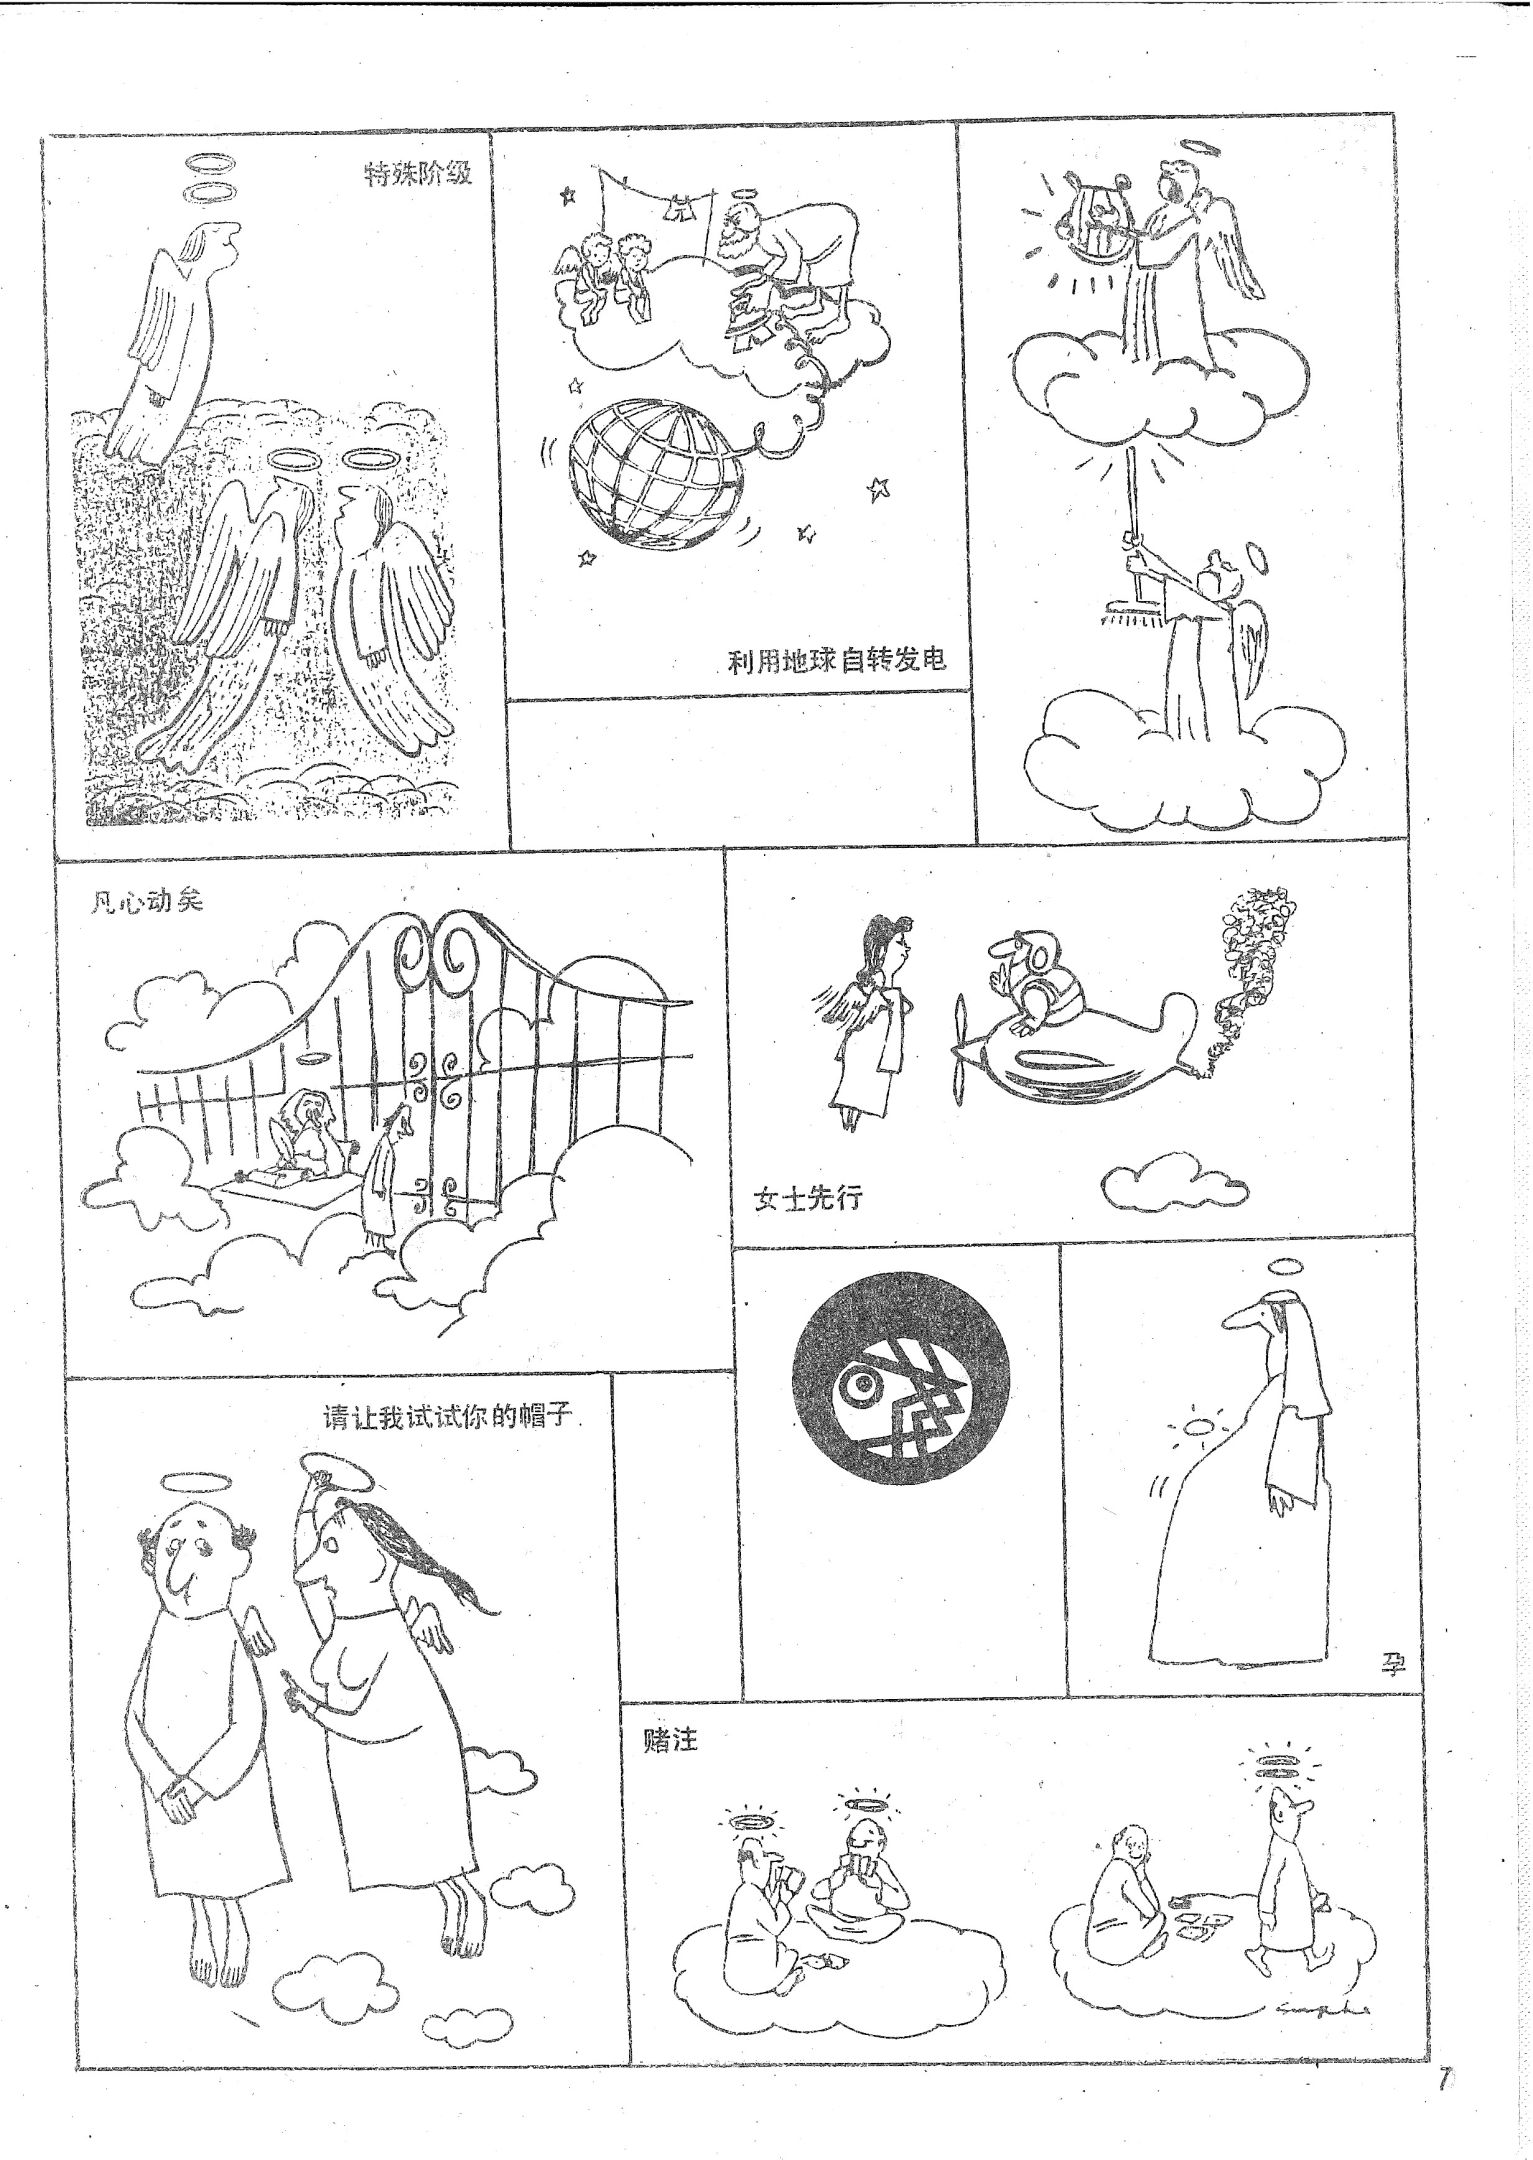 特殊阶级
利用地球自转发电
凡心动矣
女士先行
请让我试试你的帽子
孕
赌注
7